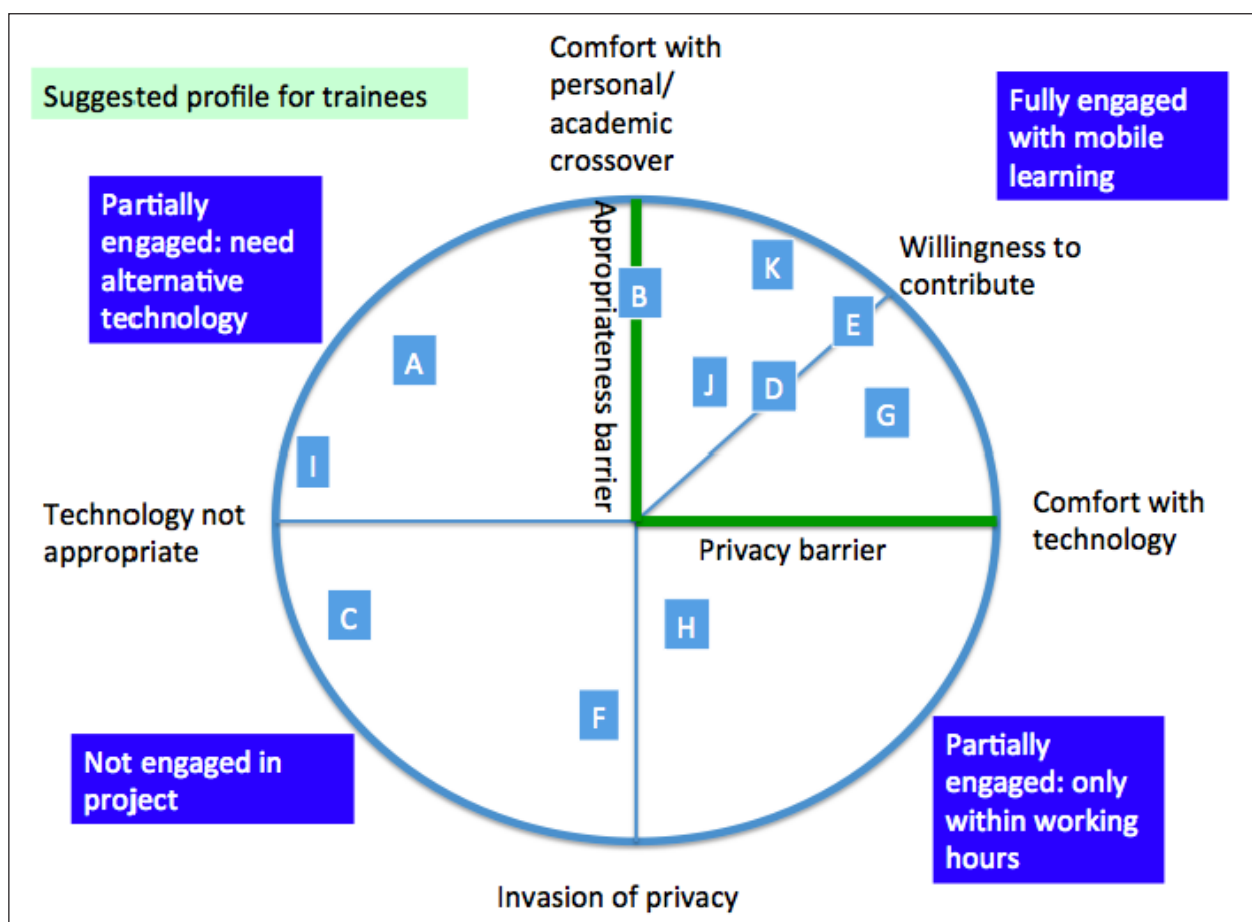 Suggested profile for trainees
Comfort with
personal/
academic
crossover
Fully engaged
with mobile
learning
Partially
engaged: need
alternative
technology
Willingness to
contribute
Appropriateness barrier
K
B
E
A
J
D
G
I
Technology not
appropriate
Comfort with
technology
Privacy barrier
C
H
F
Not engaged in
project
Partially
engaged: only
within working
hours
Invasion of privacy